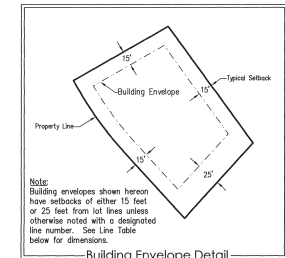 15'
Typical Setback
15'
Building Envelope
Property Line
15'
25'
Note:
Building envelopes shown hereon
have setbacks of either 15 feet
or 25 feet from lot lines unless
otherwise noted with a designated
line number. See Line Table
below for dimensions.
Building Envelope Detail